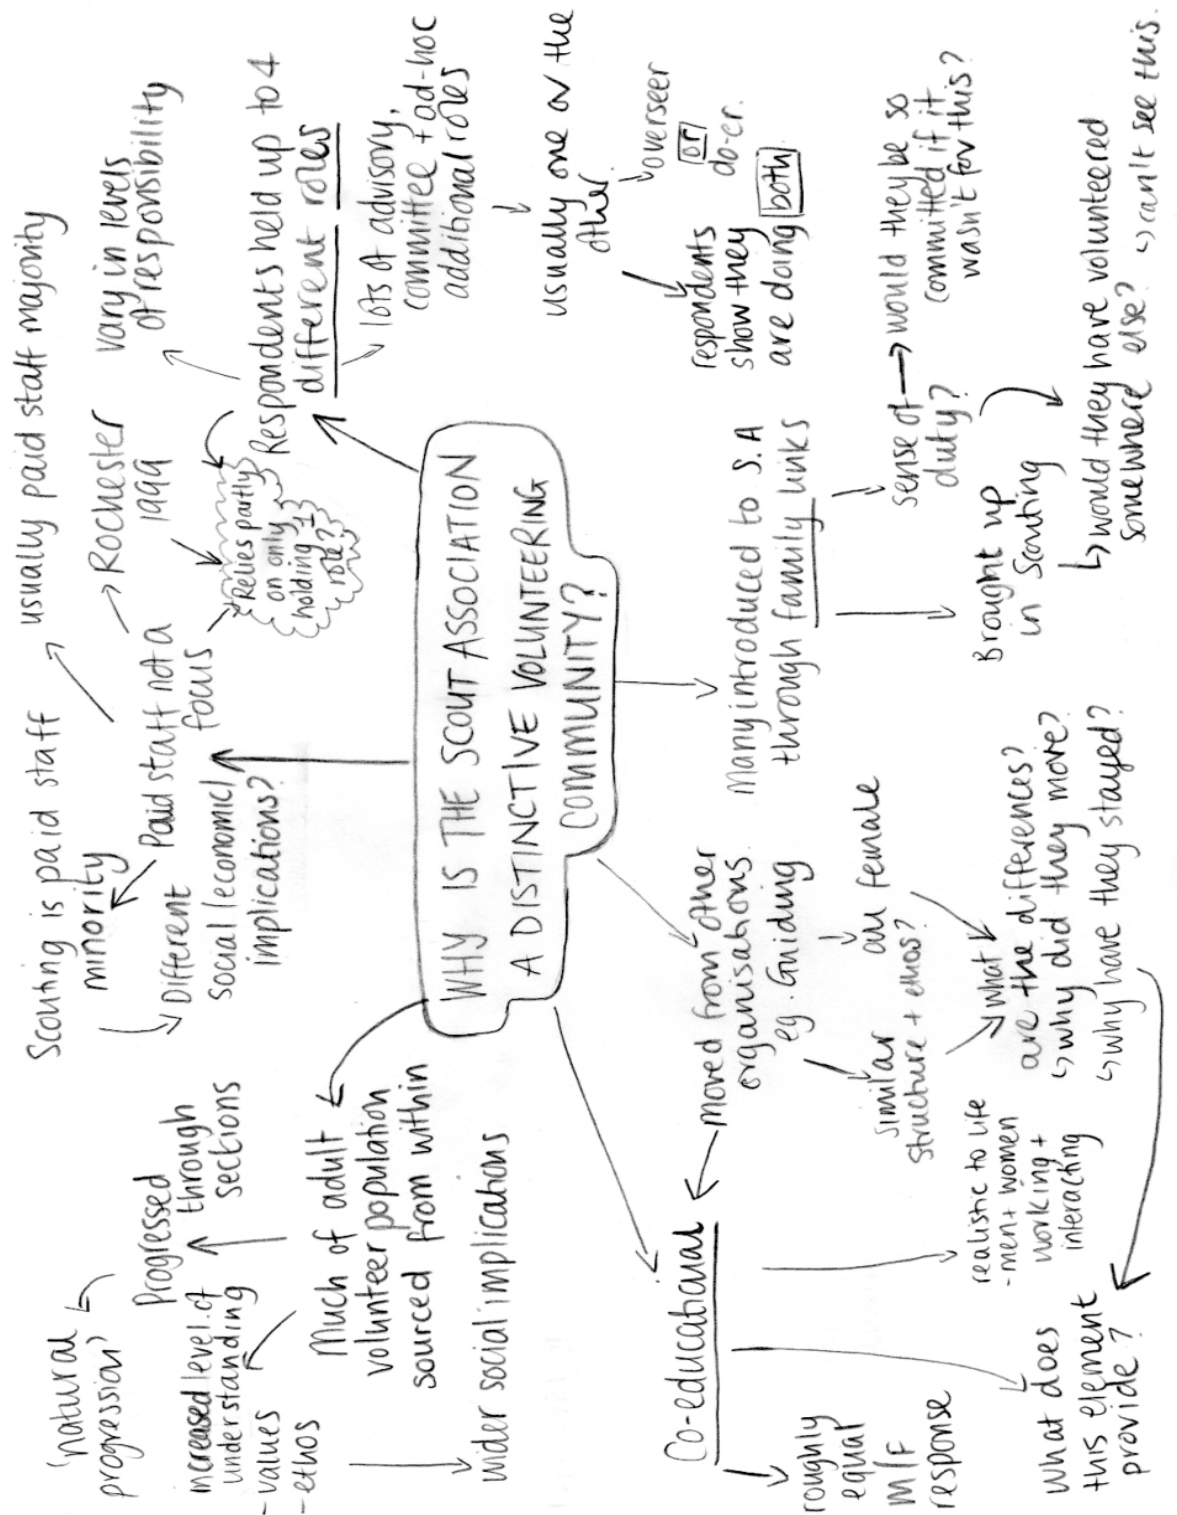 WHY IS THE SCOUT ASSOCIATION
A DISTINCTIVE VOLUNTEERING
COMMUNITY?
'Natural
progression'
Progressed
through
sections
increased level of
understanding
- values
- ethos
Much of adult
volunteer population
sourced from within
wider social implications
Scouting is paid staff
minority
usually paid staff majority
Different
social/economic/
implications?
Paid staff not a
focus
Rochester
1999
Relies partly
on only
holding 1
role?
vary in levels
of responsibility
Respondents held up to 4
different roles
lots of advisory,
committee + ad-hoc
additional roles
usually one or the
other
overseer
or
do-er.
respondents
show they
are doing both
Many introduced to S.A
through family links
sense of
duty?
would they be so
committed if it
wasn't for this?
Brought up
in Scouting
↳ would they have volunteered
somewhere else? ↳ can't see this.
moved from other
organisations
eg. Guiding
all female
similar
structure + ethos?
what
are the differences?
↳ why did they move?
↳ why have they stayed?
Co-educational
roughly
equal
M/F
response
realistic to life
- men + women
working +
interacting
What does
this element
provide?